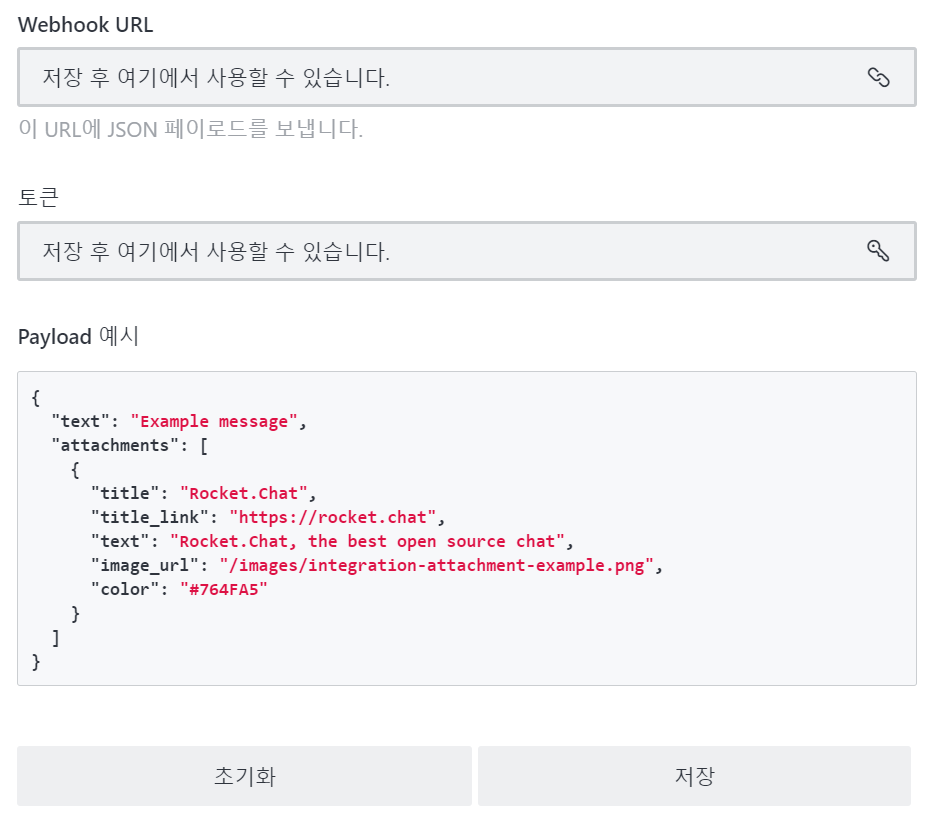 Webhook URL
저장 후 여기에서 사용할 수 있습니다.
이 URL에 JSON 페이로드를 보냅니다.
토큰
저장 후 여기에서 사용할 수 있습니다.
Payload 예시
{
  "text": "Example message",
  "attachments": [
    {
      "title": "Rocket.Chat",
      "title_link": "https://rocket.chat",
      "text": "Rocket.Chat, the best open source chat",
      "image_url": "/images/integration-attachment-example.png",
      "color": "#764FA5"
    }
  ]
}
초기화 저장